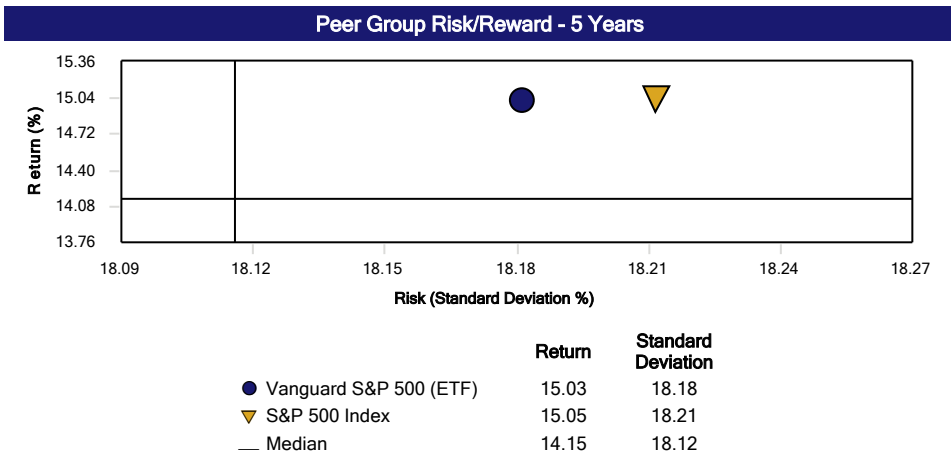 Peer Group Risk/Reward - 5 Years
15.36
15.04
14.72
14.40
14.08
13.76
R eturn (%)
18.09 18.12 18.15 18.18 18.21 18.24 18.27
Risk (Standard Deviation %)
Return Standard Deviation
Vanguard S&P 500 (ETF) 15.03 18.18
S&P 500 Index 15.05 18.21
Median 14.15 18.12